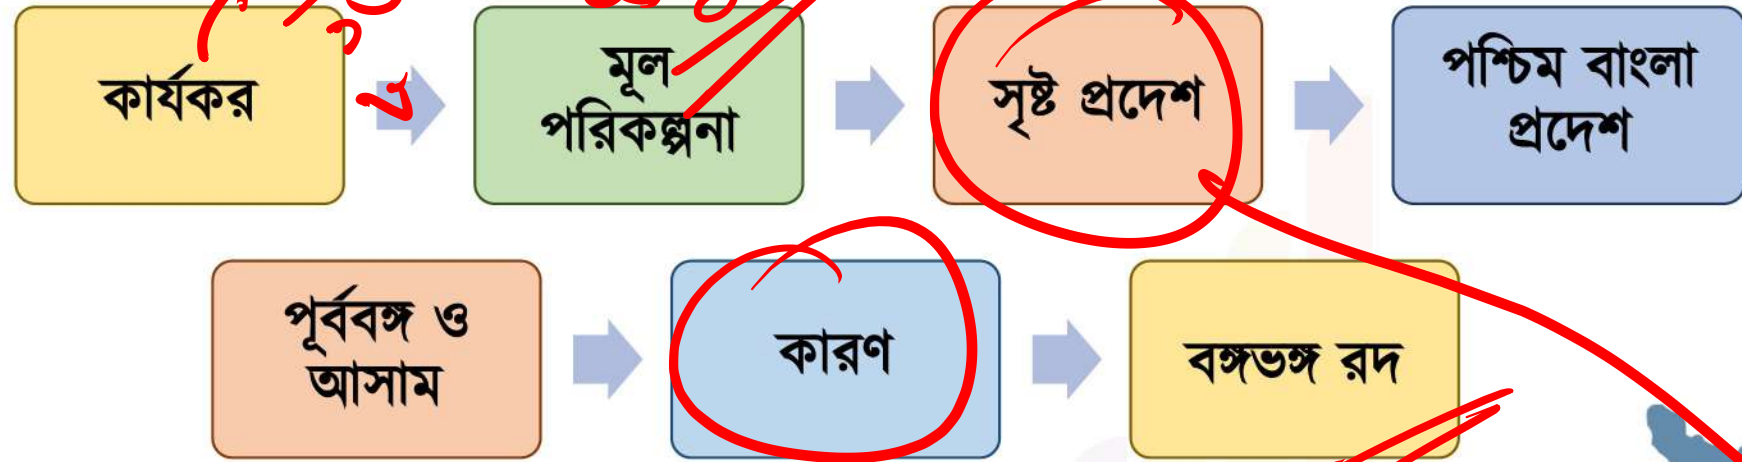 কার্যকর
মূল
পরিকল্পনা
সৃষ্ট প্রদেশ
পশ্চিম বাংলা
প্রদেশ
পূর্ববঙ্গ ও
আসাম
কারণ
বঙ্গভঙ্গ রদ